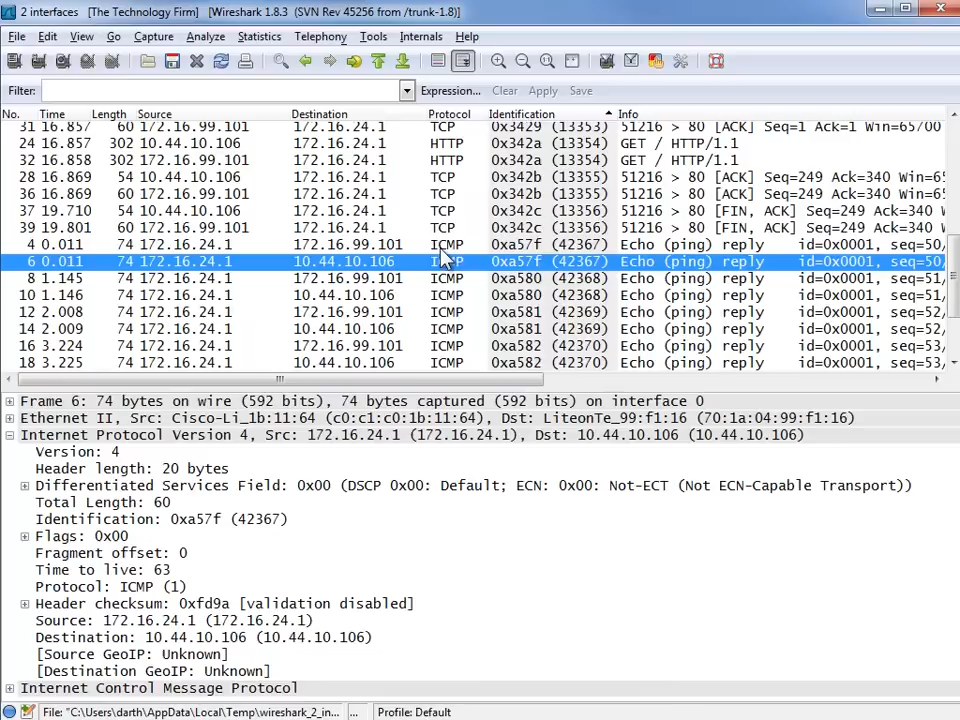 2 interfaces [The Technology Firm] [Wireshark 1.8.3 (SVN Rev 45256 from /trunk-1.8)]
File Edit View Go Capture Analyze Statistics Telephony Tools Internals Help
Filter: Expression... Clear Apply Save
No. Time Length Source Destination Protocol Identification Info
31 16.857 60 172.16.99.101 172.16.24.1 TCP 0x3429 (13353) 51216 > 80 [ACK] Seq=1 Ack=1 Win=65700
24 16.857 302 10.44.10.106 172.16.24.1 HTTP 0x342a (13354) GET / HTTP/1.1
32 16.858 302 172.16.99.101 172.16.24.1 HTTP 0x342a (13354) GET / HTTP/1.1
28 16.869 54 10.44.10.106 172.16.24.1 TCP 0x342b (13355) 51216 > 80 [ACK] Seq=249 Ack=340 Win=65
36 16.869 60 172.16.99.101 172.16.24.1 TCP 0x342b (13355) 51216 > 80 [ACK] Seq=249 Ack=340 Win=65
37 19.710 54 10.44.10.106 172.16.24.1 TCP 0x342c (13356) 51216 > 80 [FIN, ACK] Seq=249 Ack=340
39 19.801 60 172.16.99.101 172.16.24.1 TCP 0x342c (13356) 51216 > 80 [FIN, ACK] Seq=249 Ack=340
4 0.011 74 172.16.24.1 172.16.99.101 ICMP 0xa57f (42367) Echo (ping) reply id=0x0001, seq=50/
6 0.011 74 172.16.24.1 10.44.10.106 ICMP 0xa57f (42367) Echo (ping) reply id=0x0001, seq=50/
8 1.145 74 172.16.24.1 172.16.99.101 ICMP 0xa580 (42368) Echo (ping) reply id=0x0001, seq=51/
10 1.146 74 172.16.24.1 10.44.10.106 ICMP 0xa580 (42368) Echo (ping) reply id=0x0001, seq=51/
12 2.008 74 172.16.24.1 172.16.99.101 ICMP 0xa581 (42369) Echo (ping) reply id=0x0001, seq=52/
14 2.009 74 172.16.24.1 10.44.10.106 ICMP 0xa581 (42369) Echo (ping) reply id=0x0001, seq=52/
16 3.224 74 172.16.24.1 172.16.99.101 ICMP 0xa582 (42370) Echo (ping) reply id=0x0001, seq=53/
18 3.225 74 172.16.24.1 10.44.10.106 ICMP 0xa582 (42370) Echo (ping) reply id=0x0001, seq=53/
Frame 6: 74 bytes on wire (592 bits), 74 bytes captured (592 bits) on interface 0
Ethernet II, Src: Cisco-Li_1b:11:64 (c0:c1:c0:1b:11:64), Dst: LiteonTe_99:f1:16 (70:1a:04:99:f1:16)
Internet Protocol Version 4, Src: 172.16.24.1 (172.16.24.1), Dst: 10.44.10.106 (10.44.10.106)
Version: 4
Header length: 20 bytes
Differentiated Services Field: 0x00 (DSCP 0x00: Default; ECN: 0x00: Not-ECT (Not ECN-Capable Transport))
Total Length: 60
Identification: 0xa57f (42367)
Flags: 0x00
Fragment offset: 0
Time to live: 63
Protocol: ICMP (1)
Header checksum: 0xfd9a [validation disabled]
Source: 172.16.24.1 (172.16.24.1)
Destination: 10.44.10.106 (10.44.10.106)
[Source GeoIP: Unknown]
[Destination GeoIP: Unknown]
Internet Control Message Protocol
File: "C:\Users\darth\AppData\Local\Temp\wireshark_2_in... ... Profile: Default